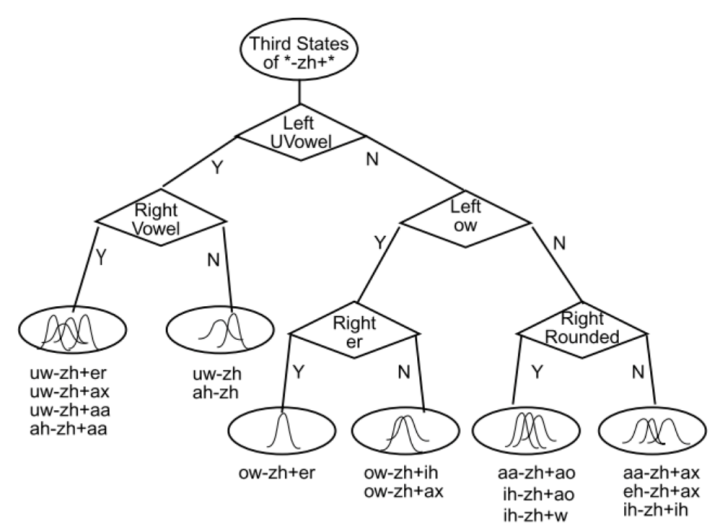 Third States
of *-zh+*
Left
UVowel
Y
N
Right
Vowel
Left
ow
Y
N
Y
N
Right
er
Right
Rounded
uw-zh+er
uw-zh+ax
uw-zh+aa
ah-zh+aa
uw-zh
ah-zh
Y
N
Y
N
ow-zh+er
ow-zh+ih
ow-zh+ax
aa-zh+ao
ih-zh+ao
ih-zh+w
aa-zh+ax
eh-zh+ax
ih-zh+ih